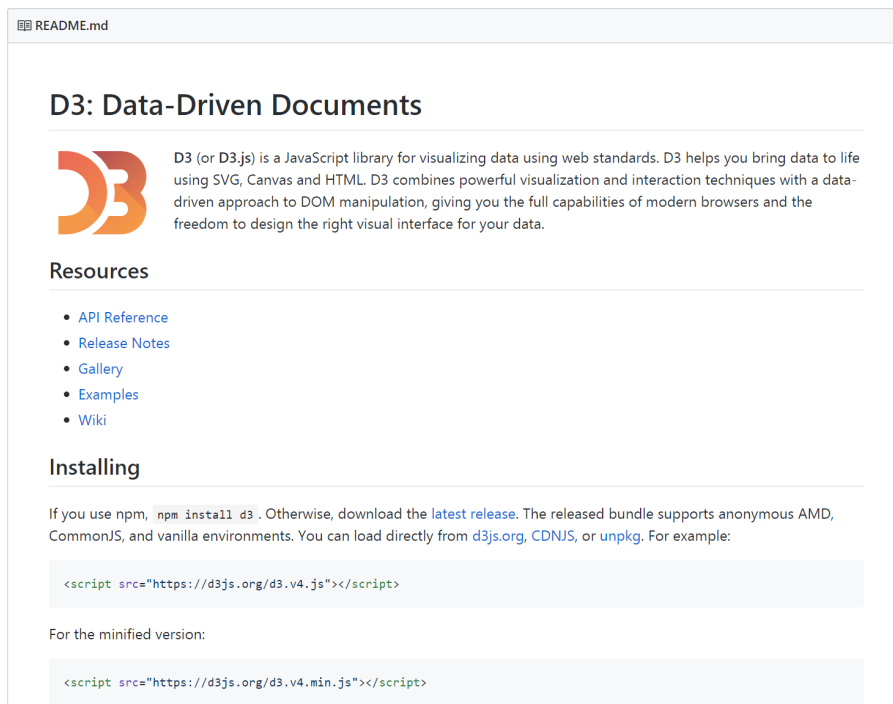 README.md
D3: Data-Driven Documents
D3
D3 (or D3.js) is a JavaScript library for visualizing data using web standards. D3 helps you bring data to life
using SVG, Canvas and HTML. D3 combines powerful visualization and interaction techniques with a data-
driven approach to DOM manipulation, giving you the full capabilities of modern browsers and the
freedom to design the right visual interface for your data.
Resources
• API Reference
• Release Notes
• Gallery
• Examples
• Wiki
Installing
If you use npm, npm install d3 . Otherwise, download the latest release. The released bundle supports anonymous AMD,
CommonJS, and vanilla environments. You can load directly from d3js.org, CDNJS, or unpkg. For example:
<script src="https://d3js.org/d3.v4.js"></script>
For the minified version:
<script src="https://d3js.org/d3.v4.min.js"></script>